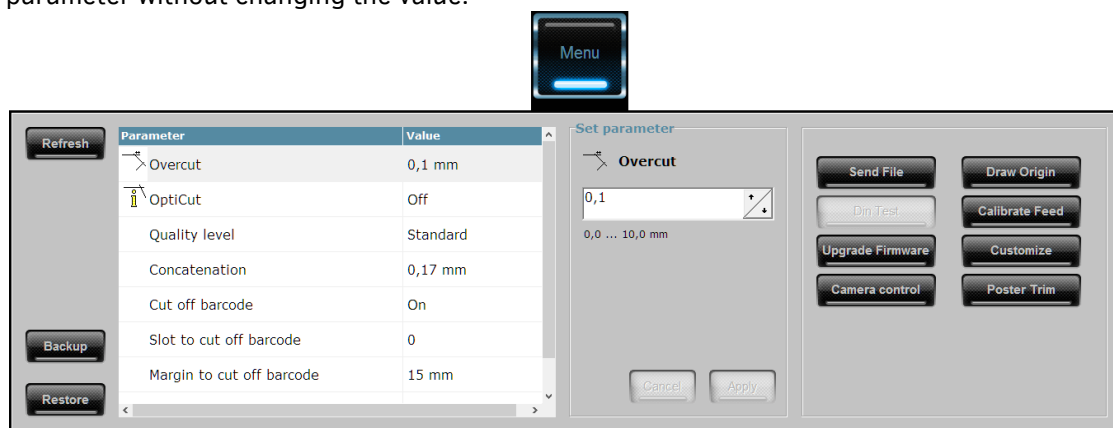 parameter without changing the value.
Menu
Refresh
Backup
Restore
Parameter Value
Overcut 0,1 mm
OptiCut Off
Quality level Standard
Concatenation 0,17 mm
Cut off barcode On
Slot to cut off barcode 0
Margin to cut off barcode 15 mm
Set parameter
Overcut
0,1
0,0 ... 10,0 mm
Cancel Apply
Send File Draw Origin
Din Test Calibrate Feed
Upgrade Firmware Customize
Camera control Poster Trim